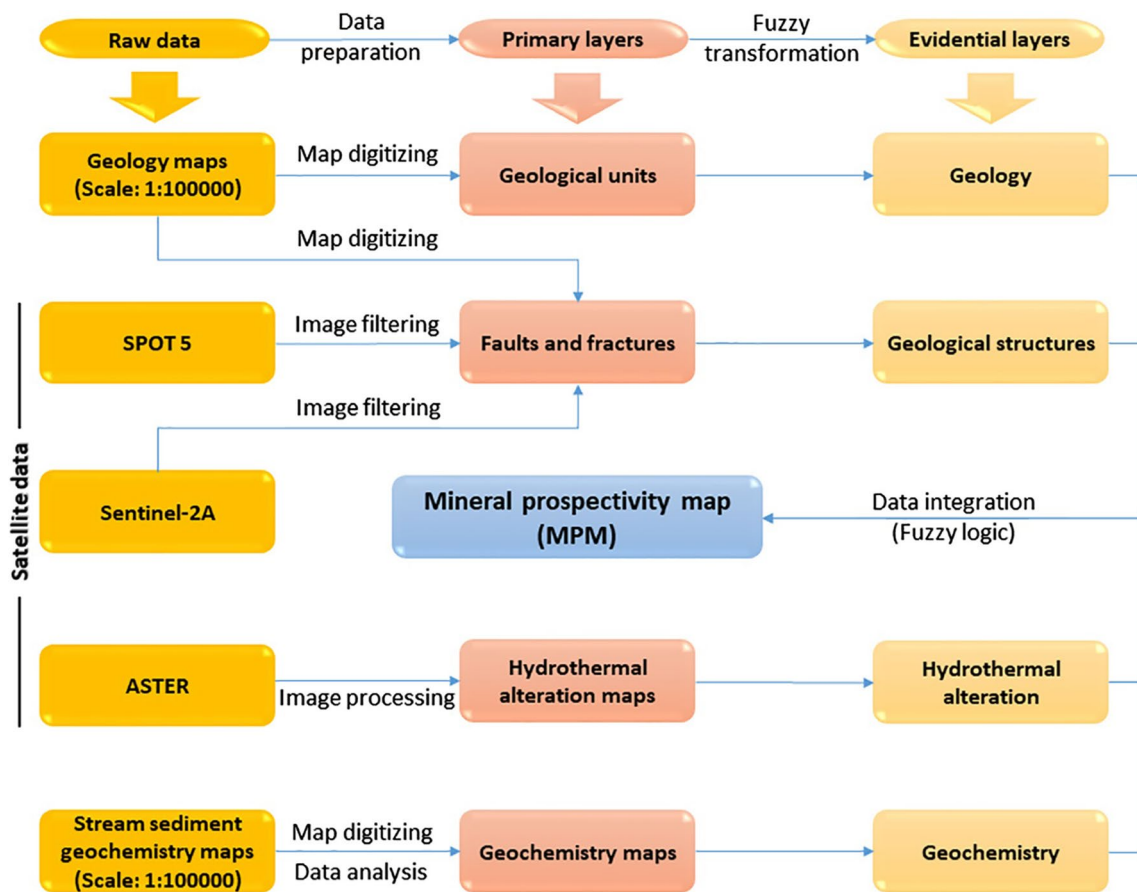 Raw data
Data
preparation
Primary layers
Fuzzy
transformation
Evidential layers
Geology maps
(Scale: 1:100000)
Map digitizing
Geological units
Geology
Map digitizing
SPOT 5
Image filtering
Faults and fractures
Geological structures
Image filtering
Satellite data
Sentinel-2A
Mineral prospectivity map
(MPM)
Data integration
(Fuzzy logic)
ASTER
Image processing
Hydrothermal
alteration maps
Hydrothermal
alteration
Stream sediment
geochemistry maps
(Scale: 1:100000)
Map digitizing
Data analysis
Geochemistry maps
Geochemistry